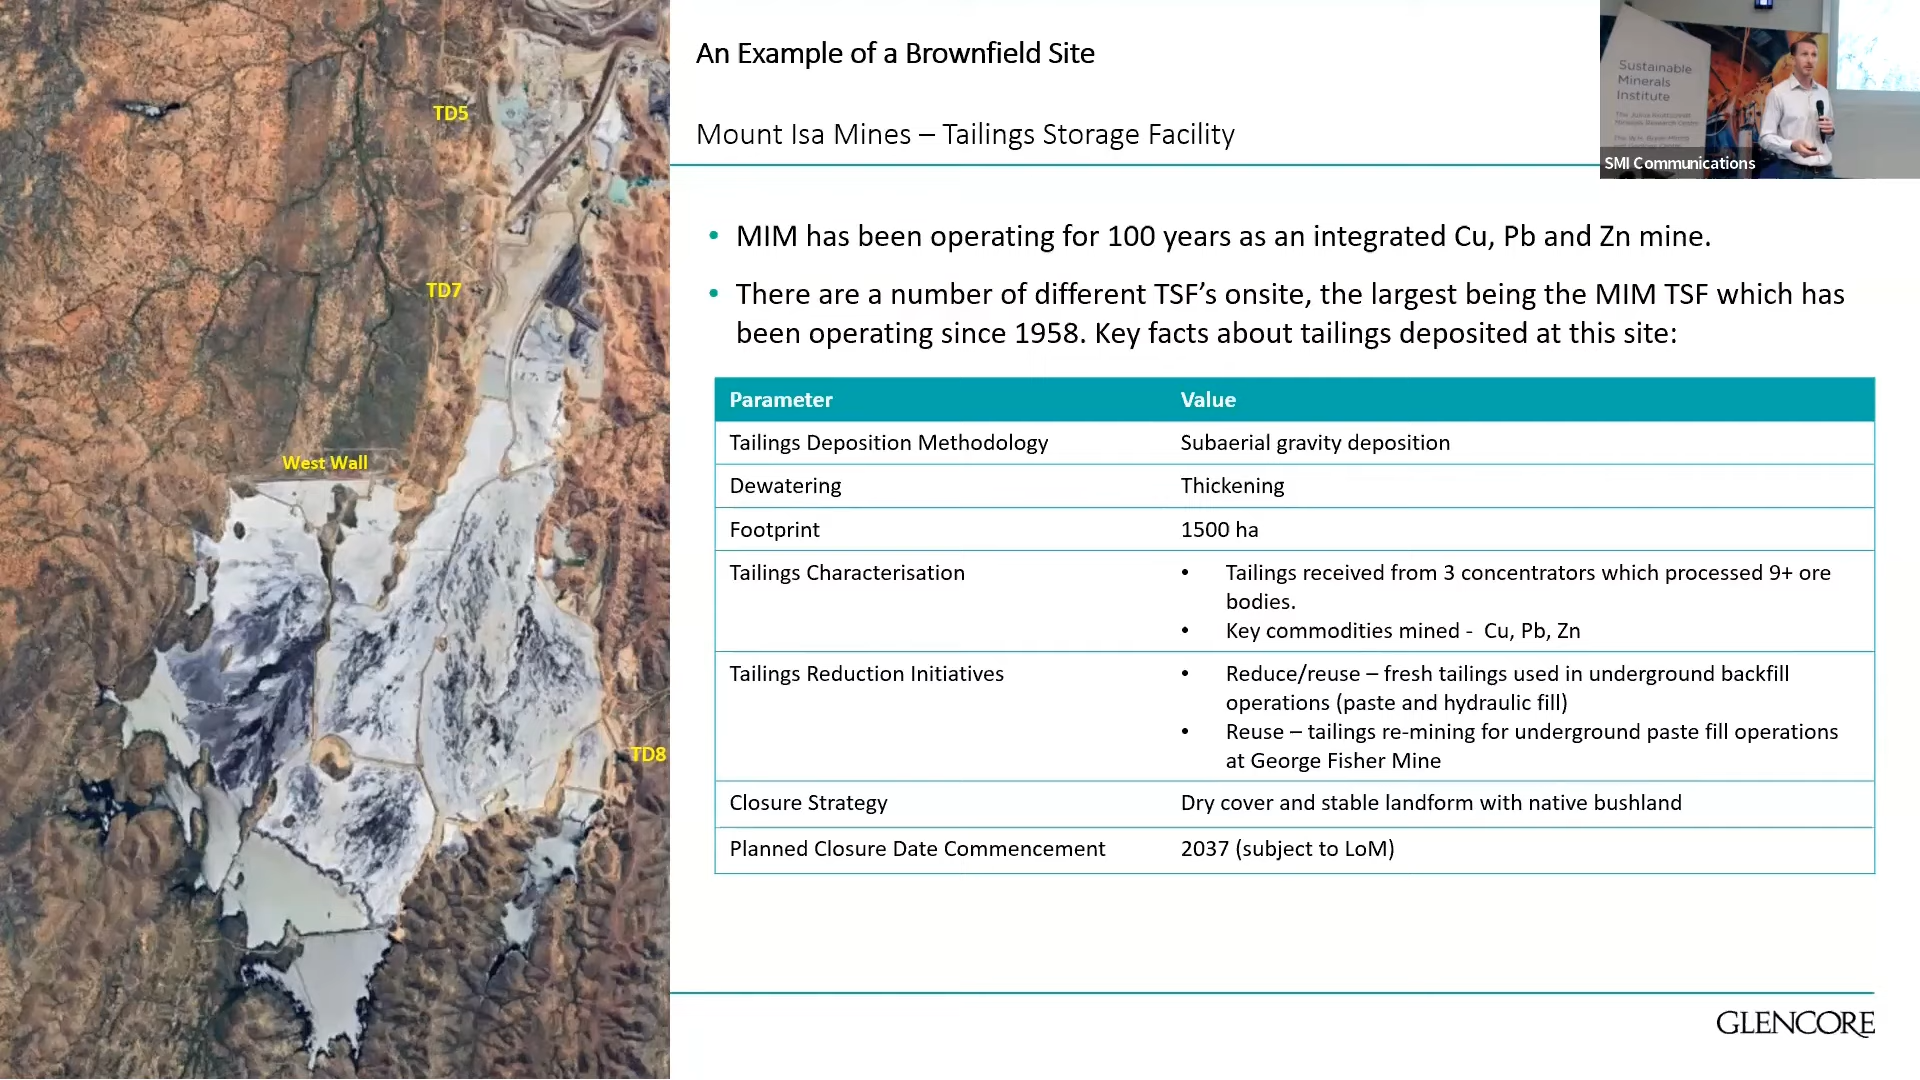 An Example of a Brownfield Site
Mount Isa Mines – Tailings Storage Facility
Sustainable
Minerals
Institute
SMI Communications
TD5
TD7
West Wall
TD8
• MIM has been operating for 100 years as an integrated Cu, Pb and Zn mine.
• There are a number of different TSF’s onsite, the largest being the MIM TSF which has
been operating since 1958. Key facts about tailings deposited at this site:
Parameter Value
Tailings Deposition Methodology Subaerial gravity deposition
Dewatering Thickening
Footprint 1500 ha
Tailings Characterisation • Tailings received from 3 concentrators which processed 9+ ore
bodies.
• Key commodities mined - Cu, Pb, Zn
Tailings Reduction Initiatives • Reduce/reuse – fresh tailings used in underground backfill
operations (paste and hydraulic fill)
• Reuse – tailings re-mining for underground paste fill operations
at George Fisher Mine
Closure Strategy Dry cover and stable landform with native bushland
Planned Closure Date Commencement 2037 (subject to LoM)
GLENCORE